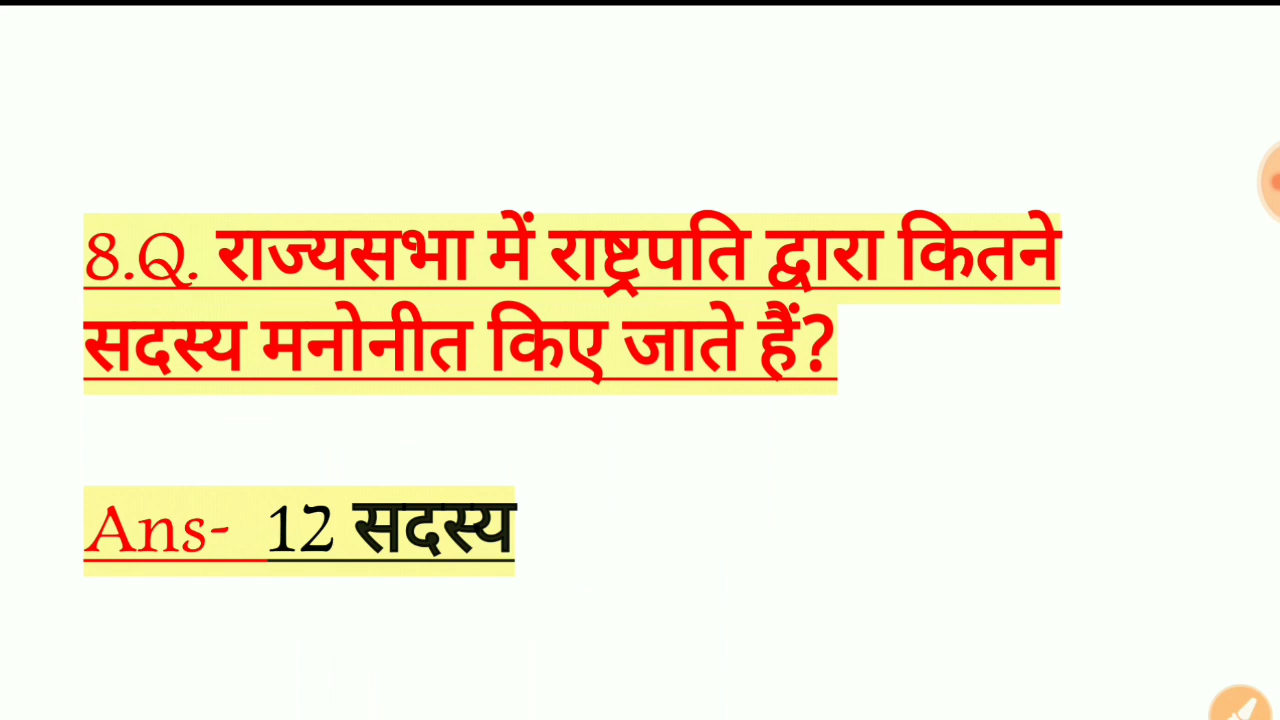 8.Q. राज्यसभा में राष्ट्रपति द्वारा कितने
सदस्य मनोनीत किए जाते हैं?
Ans- 12 सदस्य